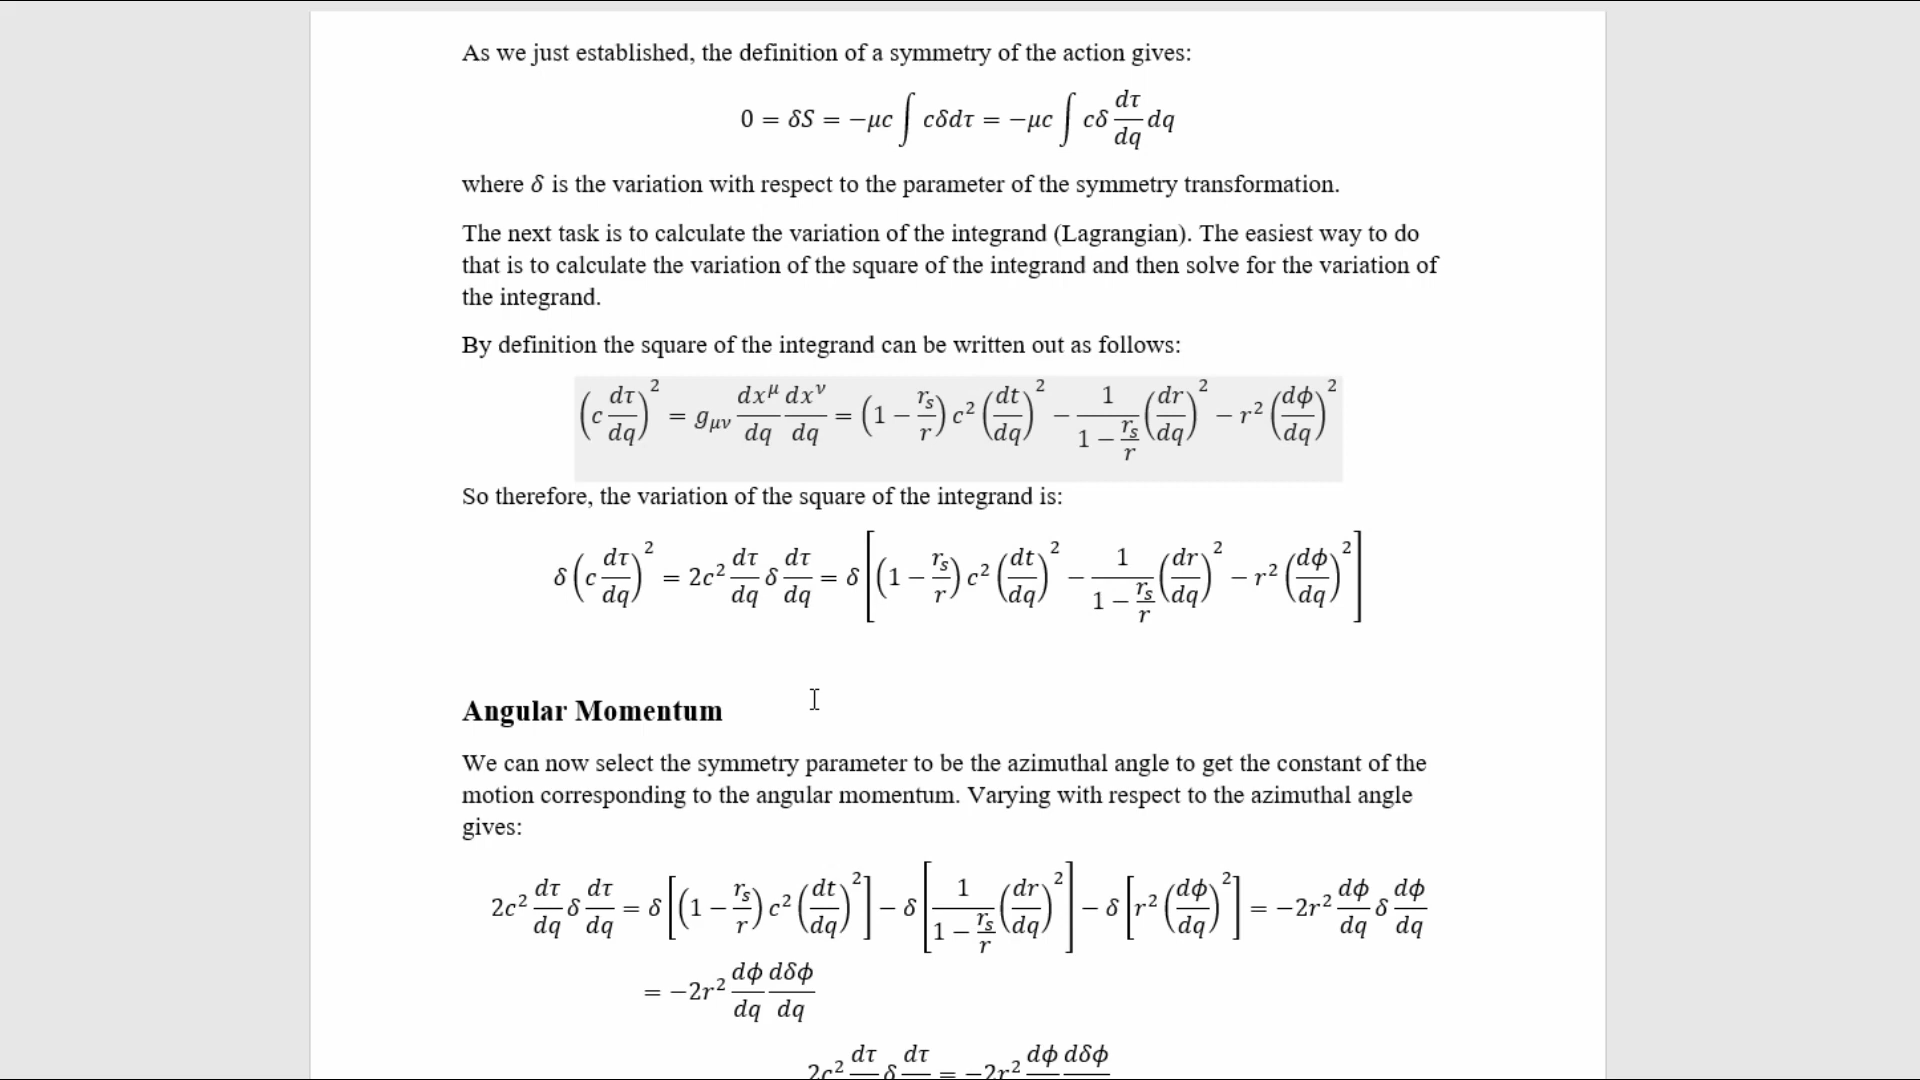 As we just established, the definition of a symmetry of the action gives:
0 = δS = −μc ∫ cδdτ = −μc ∫ cδ dτ/dq dq
where δ is the variation with respect to the parameter of the symmetry transformation.
The next task is to calculate the variation of the integrand (Lagrangian). The easiest way to do
that is to calculate the variation of the square of the integrand and then solve for the variation of
the integrand.
By definition the square of the integrand can be written out as follows:
(c dτ/dq)² = g_μν dx^μ/dq dx^ν/dq = (1 − r_s/r) c² (dt/dq)² − 1/(1 − r_s/r) (dr/dq)² − r² (dϕ/dq)²
So therefore, the variation of the square of the integrand is:
δ(c dτ/dq)² = 2c² dτ/dq δ dτ/dq = δ[(1 − r_s/r) c² (dt/dq)² − 1/(1 − r_s/r) (dr/dq)² − r² (dϕ/dq)²]
Angular Momentum
We can now select the symmetry parameter to be the azimuthal angle to get the constant of the
motion corresponding to the angular momentum. Varying with respect to the azimuthal angle
gives:
2c² dτ/dq δ dτ/dq = δ[(1 − r_s/r) c² (dt/dq)²] − δ[1/(1 − r_s/r) (dr/dq)²] − δ[r² (dϕ/dq)²] = −2r² dϕ/dq δ dϕ/dq
= −2r² dϕ/dq dδϕ/dq
2c² dτ δ dτ = −2r² dϕ dδϕ